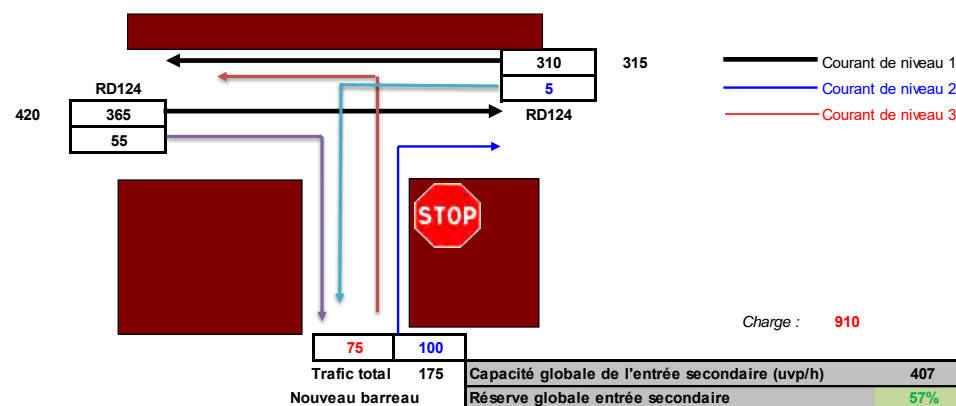 310
315
Courant de niveau 1
5
Courant de niveau 2
RD124
RD124
Courant de niveau 3
420
365
55
STOP
Charge : 910
75
100
Trafic total 175
Capacité globale de l'entrée secondaire (uvp/h) 407
Nouveau barreau
Réserve globale entrée secondaire 57%